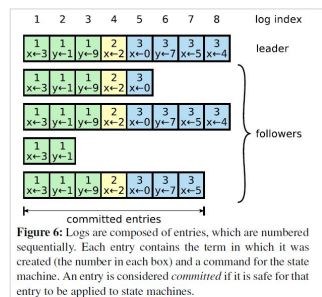 1 2 3 4 5 6 7 8 log index
1 1 1 2 3 3 3 3
x←3 y←1 y←9 x←2 x←0 y←7 x←5 x←4 leader
1 1 1 2 3
x←3 y←1 y←9 x←2 x←0
1 1 1 2 3 3 3 3
x←3 y←1 y←9 x←2 x←0 y←7 x←5 x←4
followers
1 1
x←3 y←1
1 1 1 2 3 3 3
x←3 y←1 y←9 x←2 x←0 y←7 x←5
committed entries
Figure 6: Logs are composed of entries, which are numbered
sequentially. Each entry contains the term in which it was
created (the number in each box) and a command for the state
machine. An entry is considered committed if it is safe for that
entry to be applied to state machines.